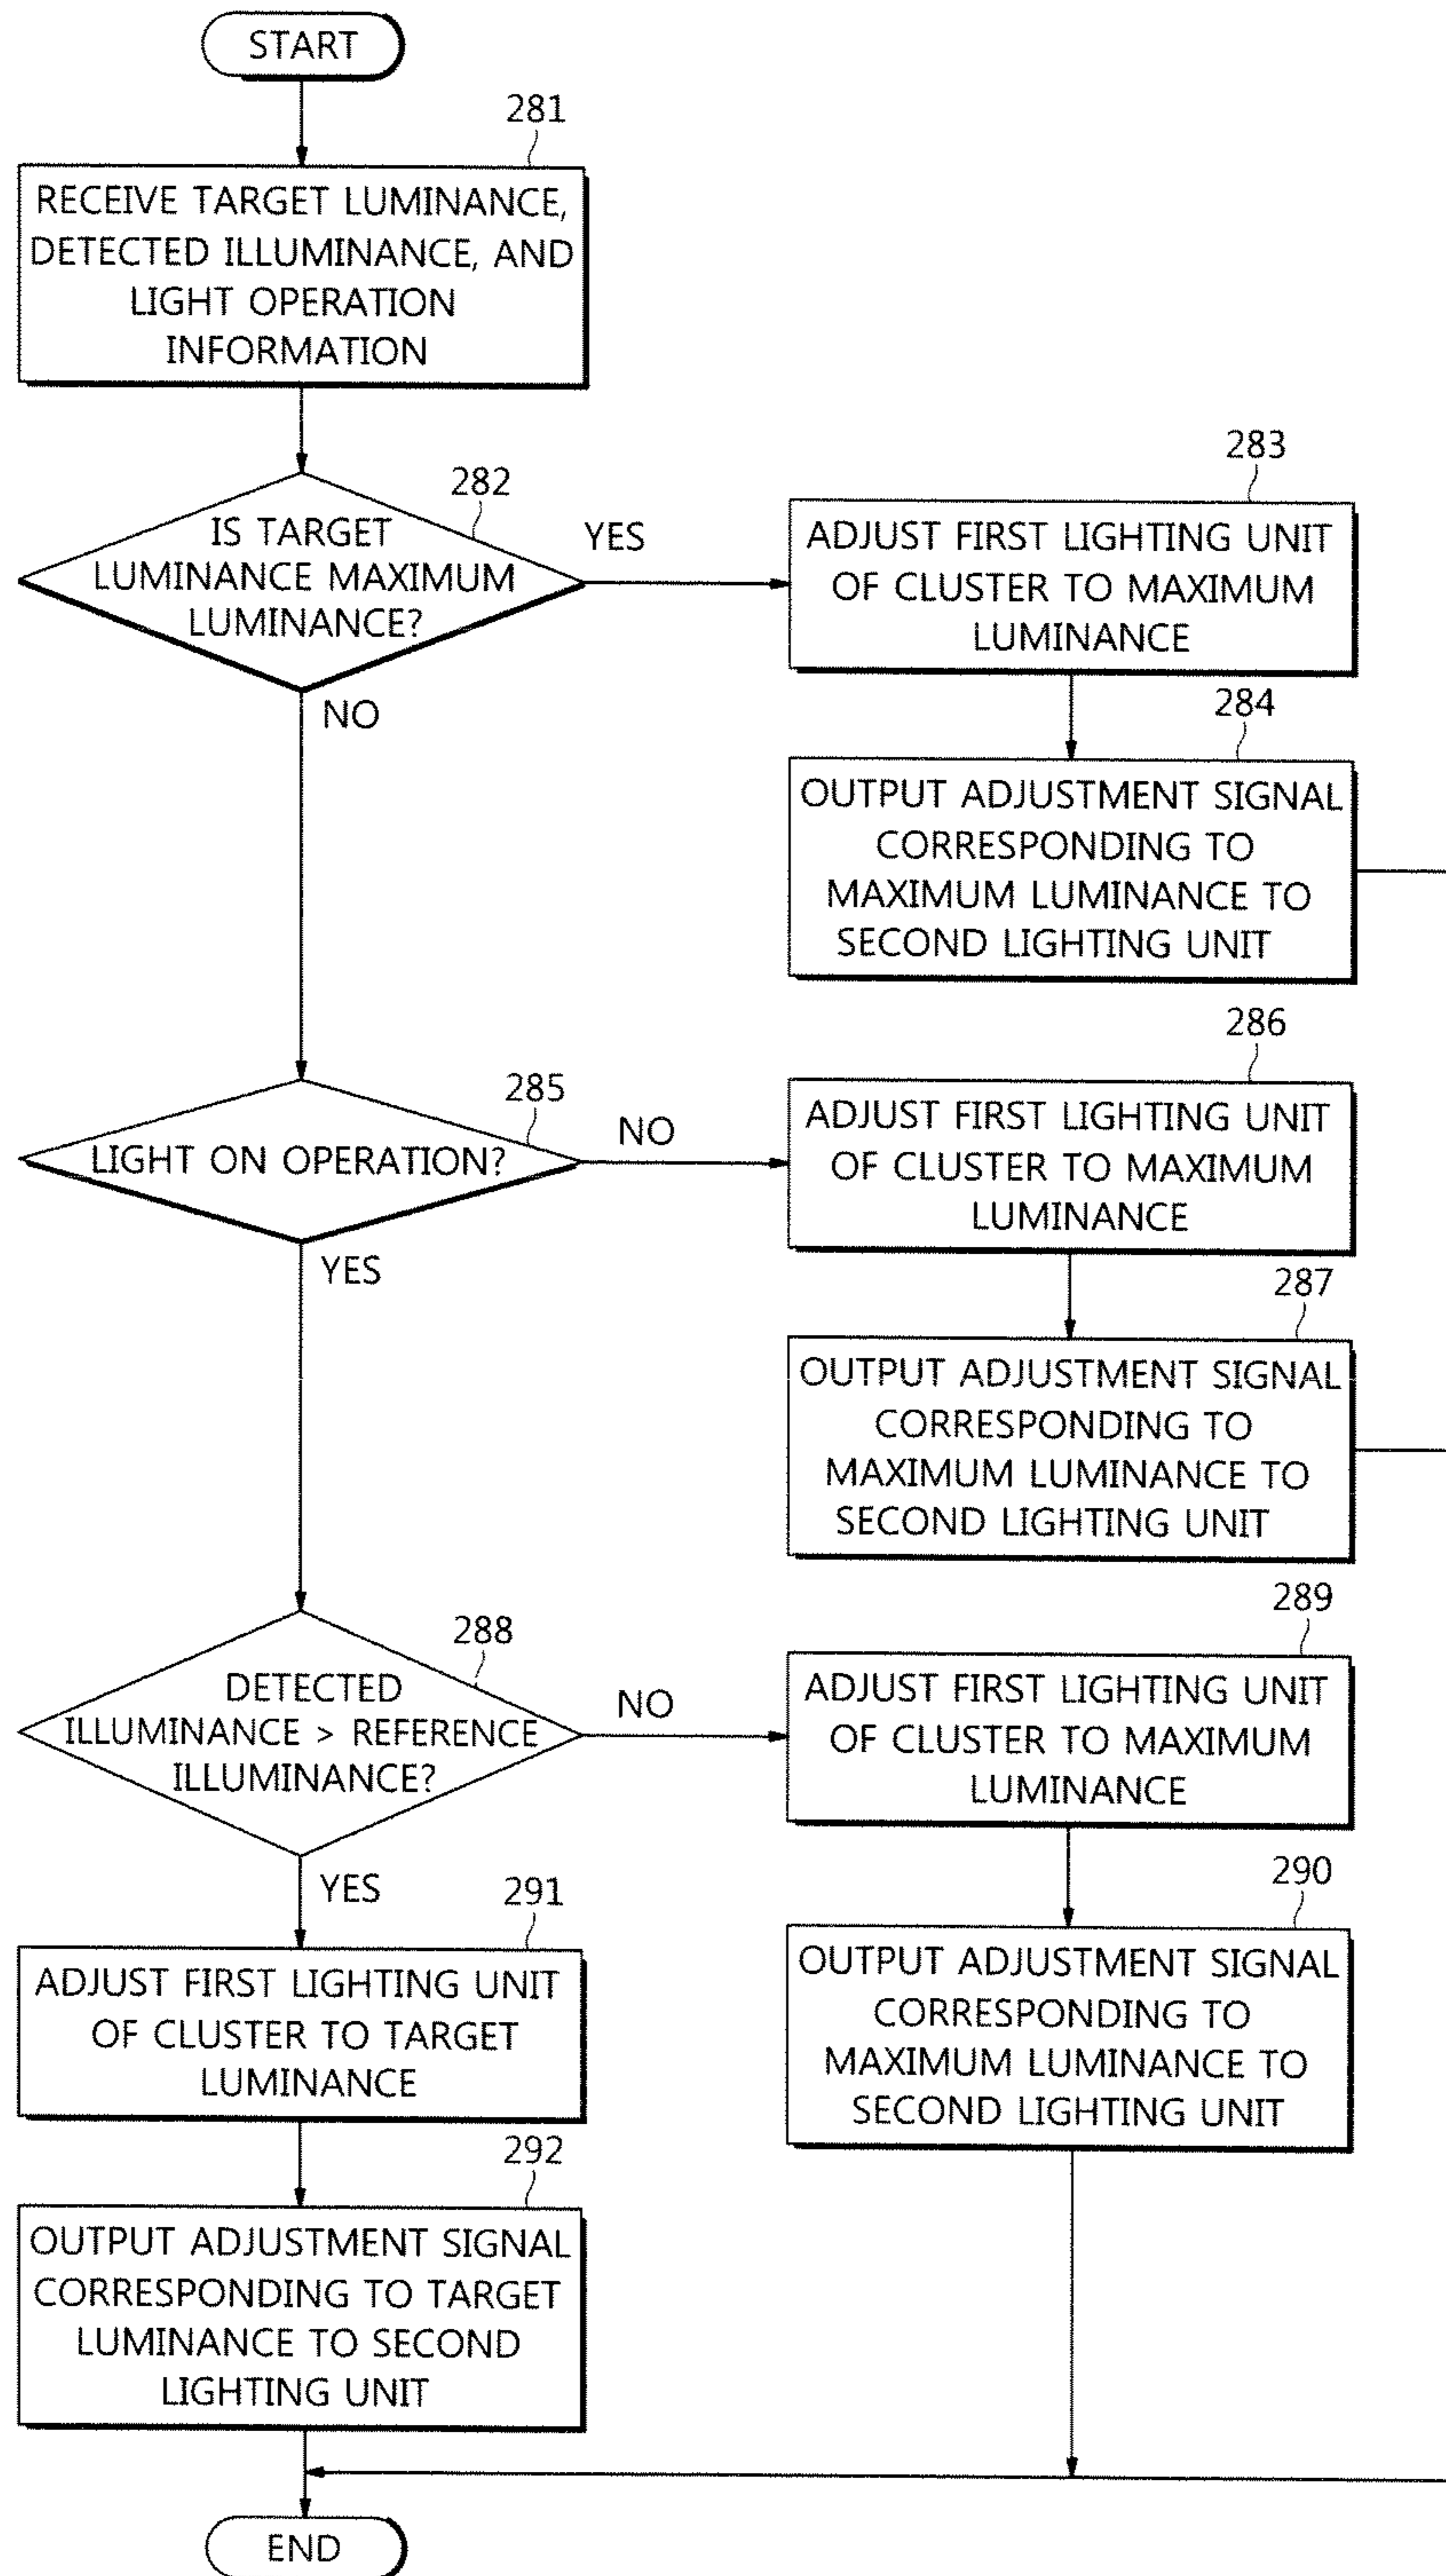 START
281
RECEIVE TARGET LUMINANCE,
DETECTED ILLUMINANCE, AND
LIGHT OPERATION
INFORMATION
282
IS TARGET
LUMINANCE MAXIMUM
LUMINANCE?
YES
NO
283
ADJUST FIRST LIGHTING UNIT
OF CLUSTER TO MAXIMUM
LUMINANCE
284
OUTPUT ADJUSTMENT SIGNAL
CORRESPONDING TO
MAXIMUM LUMINANCE TO
SECOND LIGHTING UNIT
285
LIGHT ON OPERATION?
NO
YES
286
ADJUST FIRST LIGHTING UNIT
OF CLUSTER TO MAXIMUM
LUMINANCE
287
OUTPUT ADJUSTMENT SIGNAL
CORRESPONDING TO
MAXIMUM LUMINANCE TO
SECOND LIGHTING UNIT
288
DETECTED
ILLUMINANCE > REFERENCE
ILLUMINANCE?
NO
YES
289
ADJUST FIRST LIGHTING UNIT
OF CLUSTER TO MAXIMUM
LUMINANCE
290
OUTPUT ADJUSTMENT SIGNAL
CORRESPONDING TO
MAXIMUM LUMINANCE TO
SECOND LIGHTING UNIT
291
ADJUST FIRST LIGHTING UNIT
OF CLUSTER TO TARGET
LUMINANCE
292
OUTPUT ADJUSTMENT SIGNAL
CORRESPONDING TO TARGET
LUMINANCE TO SECOND
LIGHTING UNIT
END